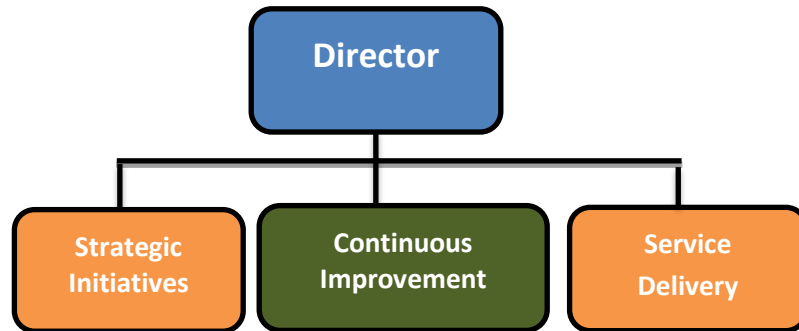 Director
Strategic
Initiatives
Continuous
Improvement
Service
Delivery